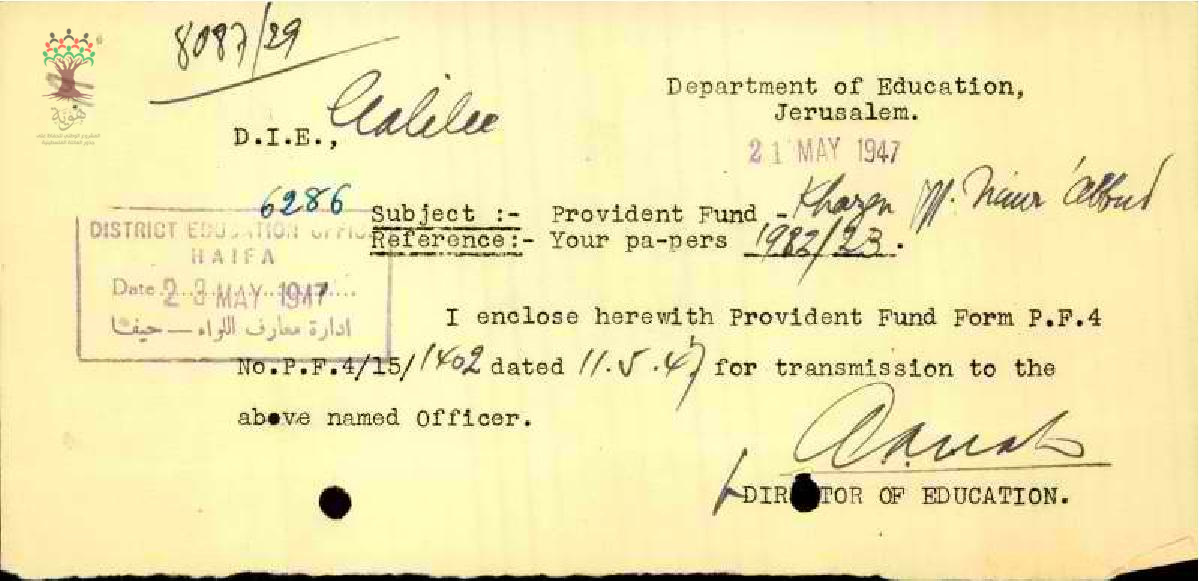 8087/29
هوية
Department of Education,
Jerusalem.
D.I.E., Galilee
21 MAY 1947
6286
Subject :- Provident Fund - Khazen Nimr 'Abbud
Reference:- Your pa-pers 1982/23.
DISTRICT EDUCATION OFFICE
HAIFA
Date 23 MAY 1947
ادارة معارف اللواء — حيفا
I enclose herewith Provident Fund Form P.F.4
No.P.F.4/15/1402 dated 11.5.47 for transmission to the
above named Officer.
DIRECTOR OF EDUCATION.